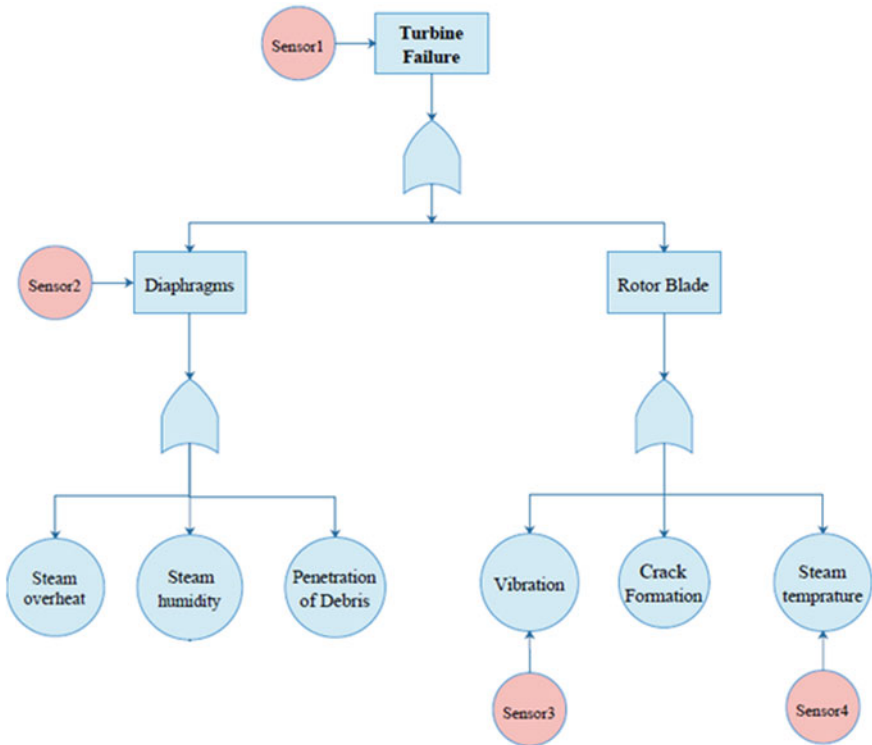 Sensor1
Turbine
Failure
Sensor2
Diaphragms
Rotor Blade
Steam
overheat
Steam
humidity
Penetration
of Debris
Vibration
Crack
Formation
Steam
temprature
Sensor3
Sensor4